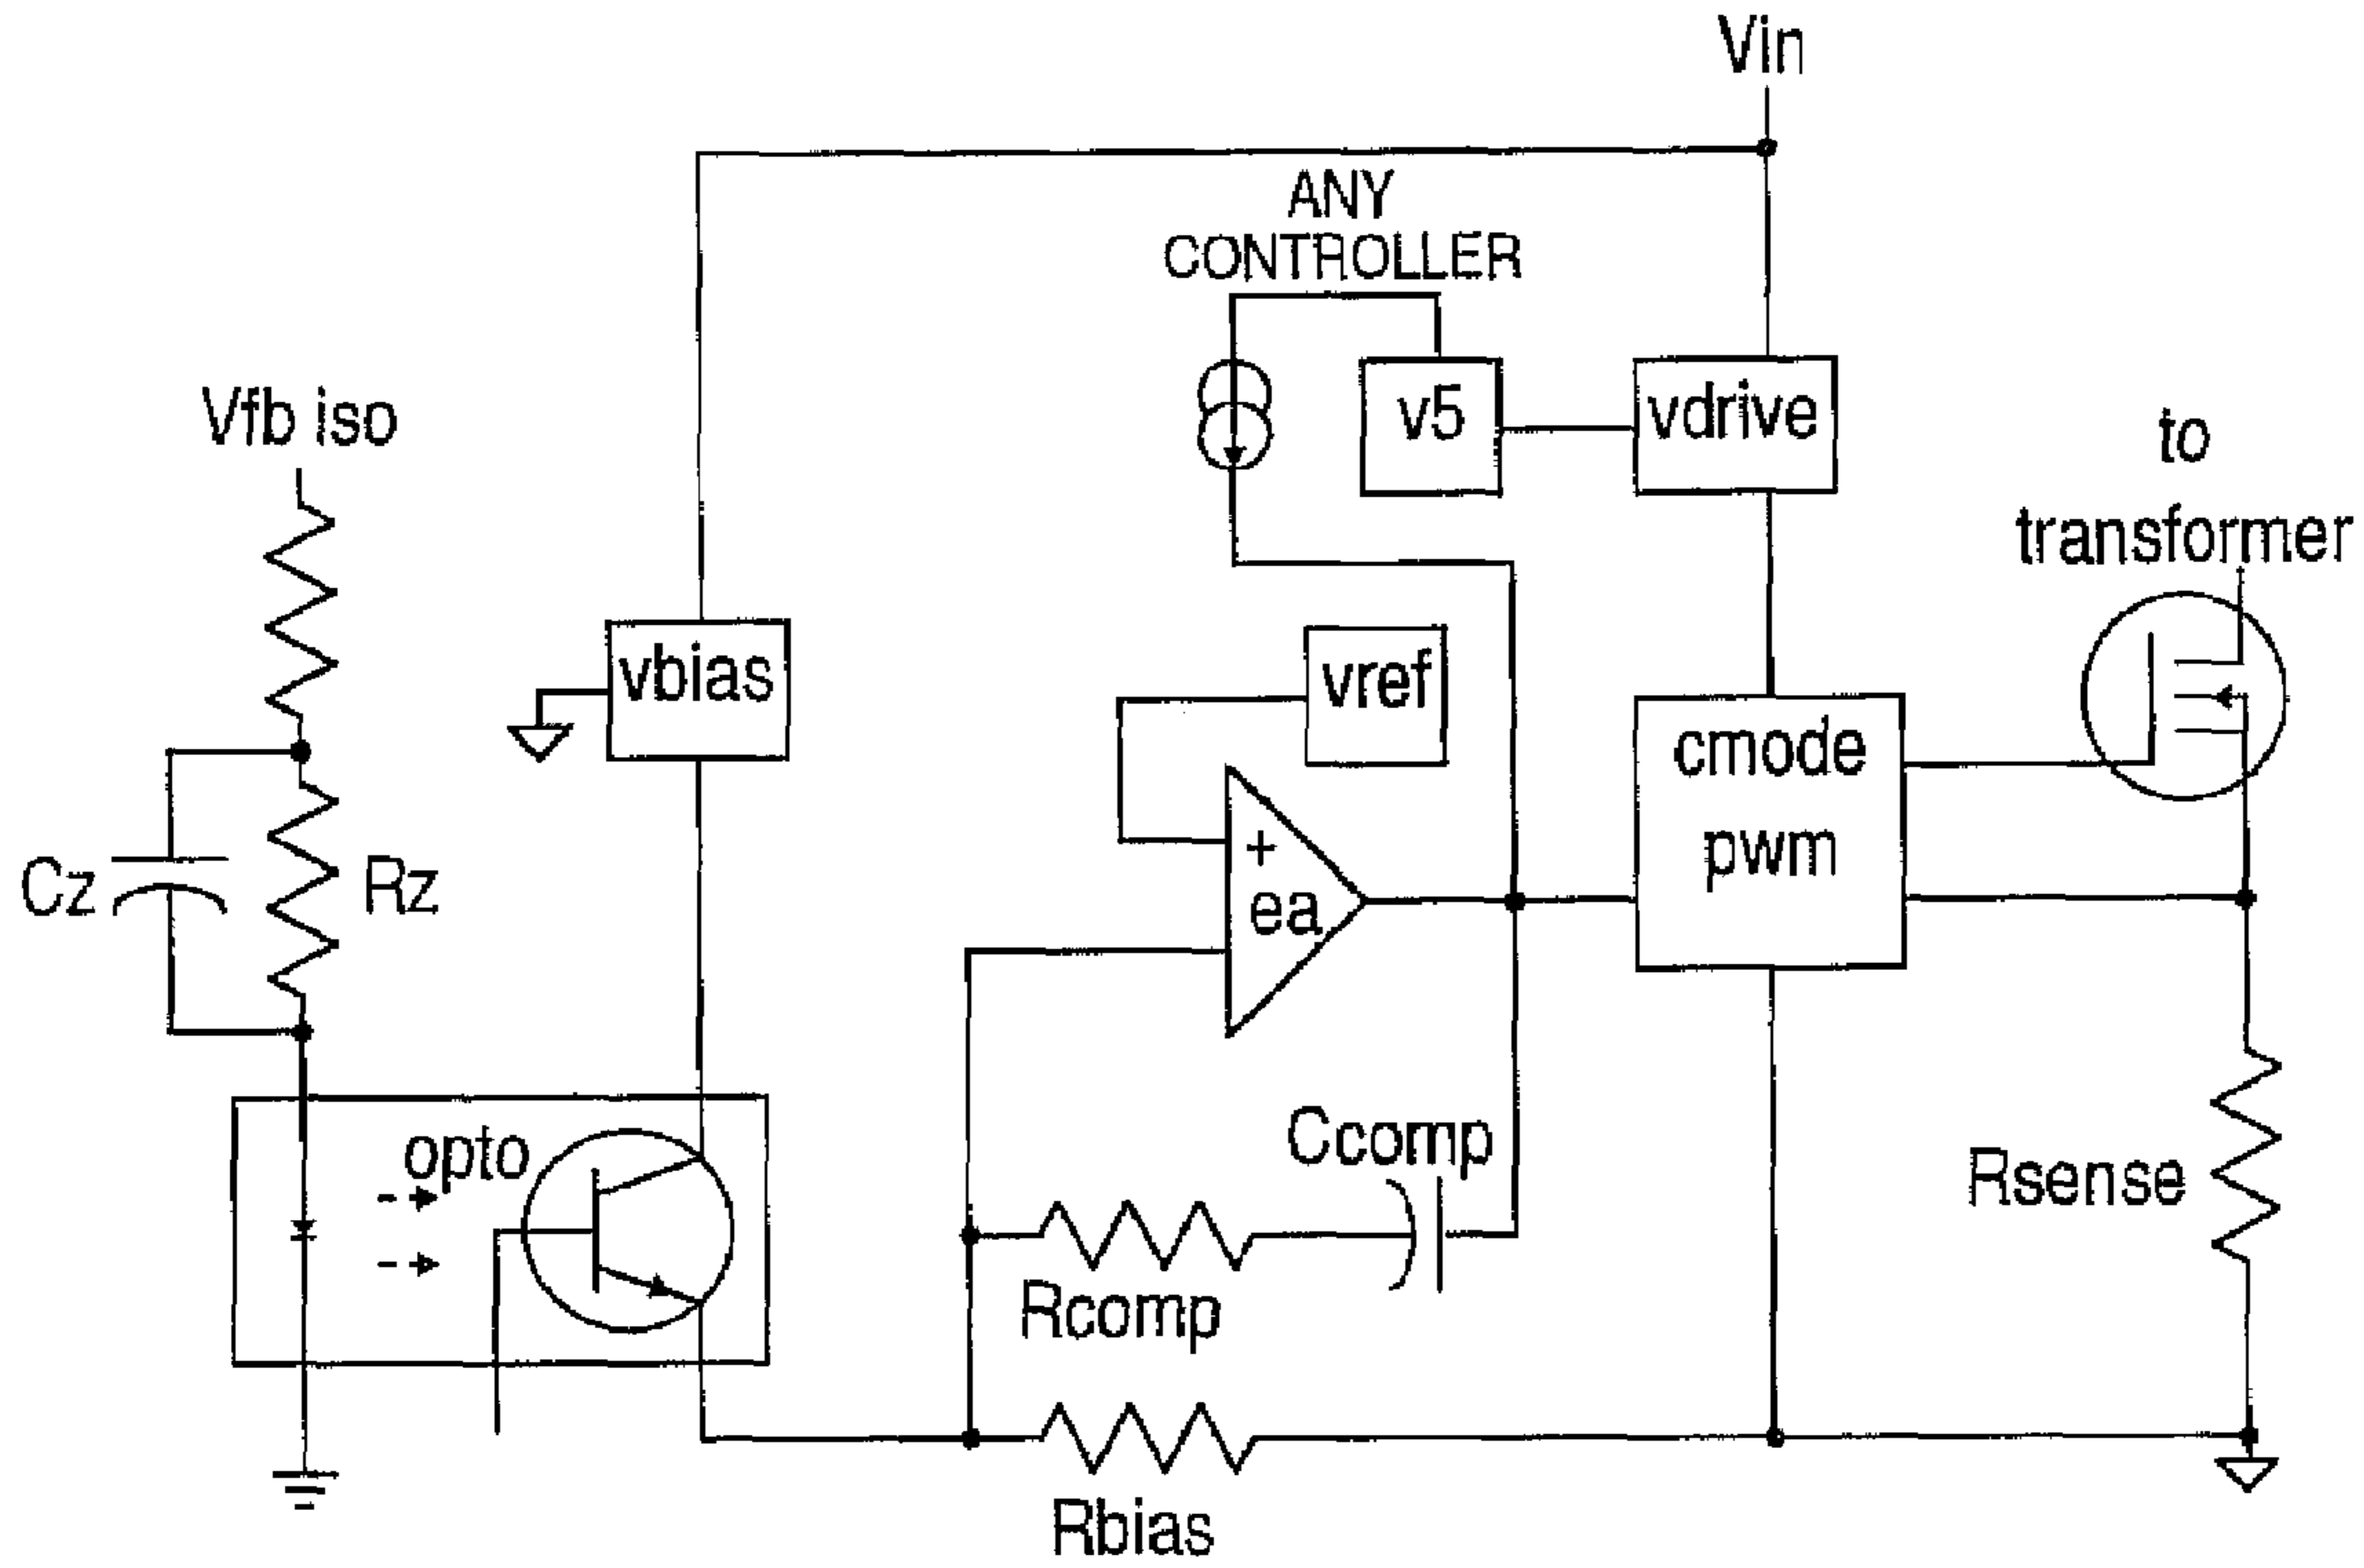 Vin
ANY
CONTROLLER
Vfb iso
v5
vdrive
to
transformer
vbias
vref
cmode
pwm
+
ea
Cz
Rz
opto
Ccomp
Rsense
Rcomp
Rbias